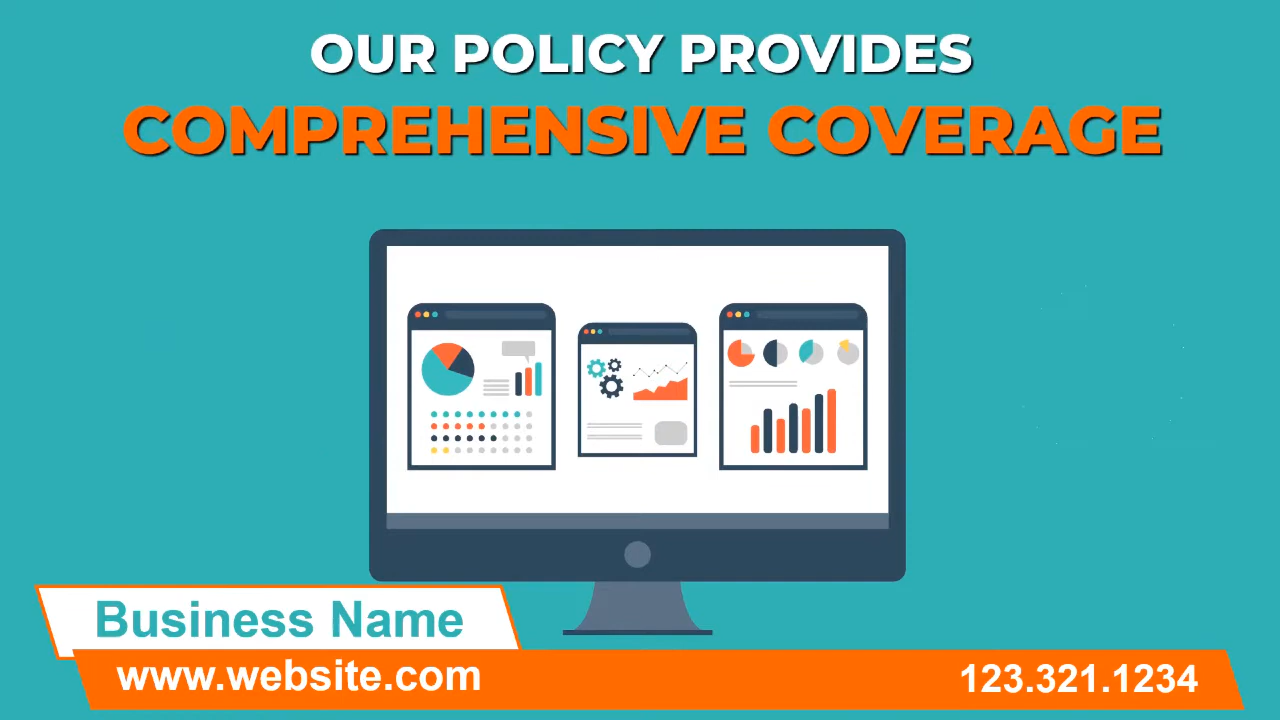 OUR POLICY PROVIDES
COMPREHENSIVE COVERAGE
Business Name
www.website.com
123.321.1234